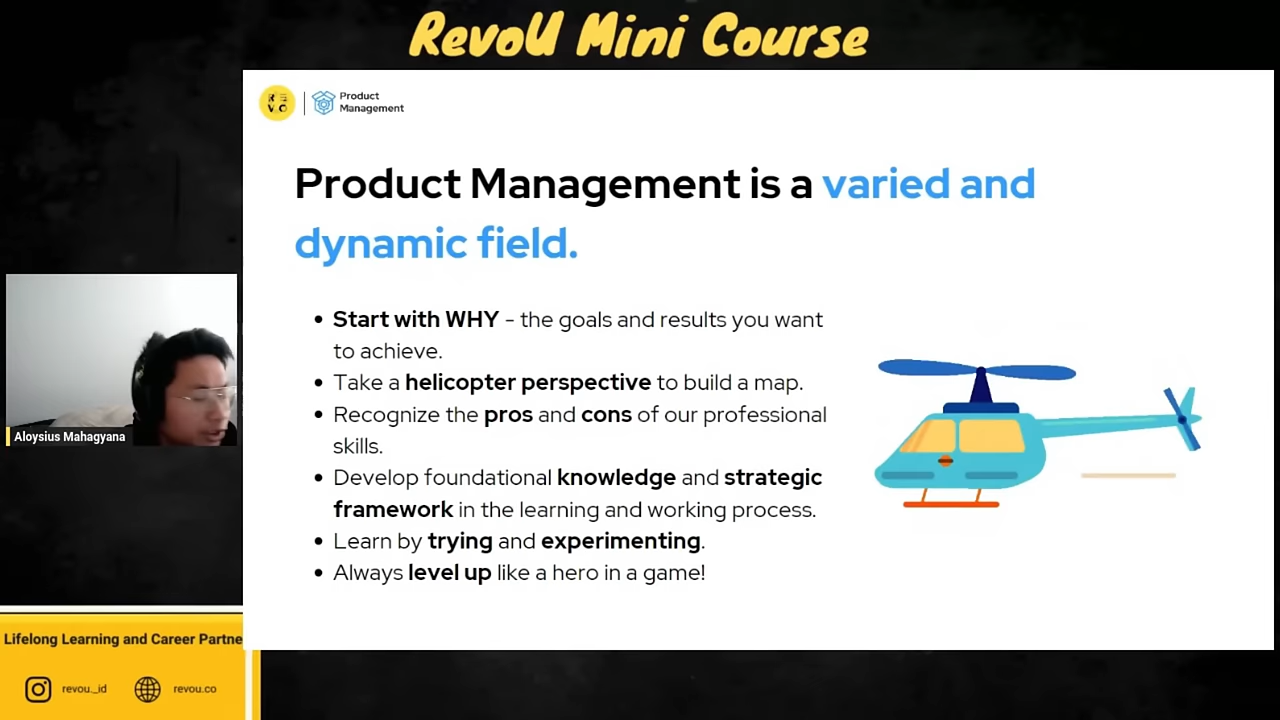 RevoU Mini Course
RE
VO
Product
Management
Product Management is a varied and
dynamic field.
• Start with WHY - the goals and results you want
to achieve.
• Take a helicopter perspective to build a map.
• Recognize the pros and cons of our professional
skills.
• Develop foundational knowledge and strategic
framework in the learning and working process.
• Learn by trying and experimenting.
• Always level up like a hero in a game!
Aloysius Mahagyana
Lifelong Learning and Career Partne
revou_id
revou.co